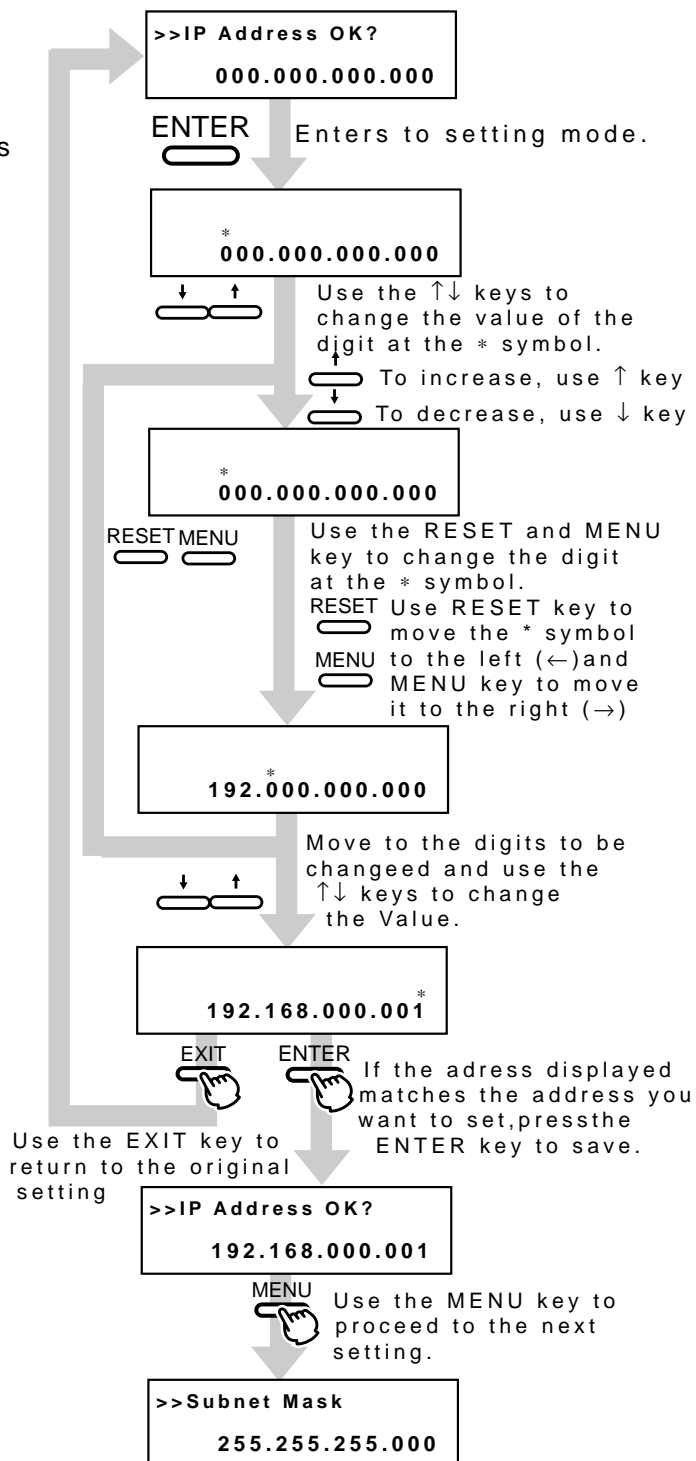 >>IP Address OK?
000.000.000.000
s
ENTER
Enters to setting mode.
*
000.000.000.000
↓ ↑
Use the ↑↓ keys to
change the value of the
digit at the * symbol.
↑
To increase, use ↑ key
↓
To decrease, use ↓ key
*
000.000.000.000
RESET MENU
Use the RESET and MENU
key to change the digit
at the * symbol.
RESET Use RESET key to
move the * symbol
MENU to the left (←)and
MENU key to move
it to the right (→)
*
192.000.000.000
Move to the digits to be
changeed and use the
↑↓ keys to change
the Value.
↓ ↑
*
192.168.000.001
EXIT
ENTER
If the adress displayed
matches the address you
want to set,pressthe
ENTER key to save.
Use the EXIT key to
return to the original
setting
>>IP Address OK?
192.168.000.001
MENU
Use the MENU key to
proceed to the next
setting.
>>Subnet Mask
255.255.255.000